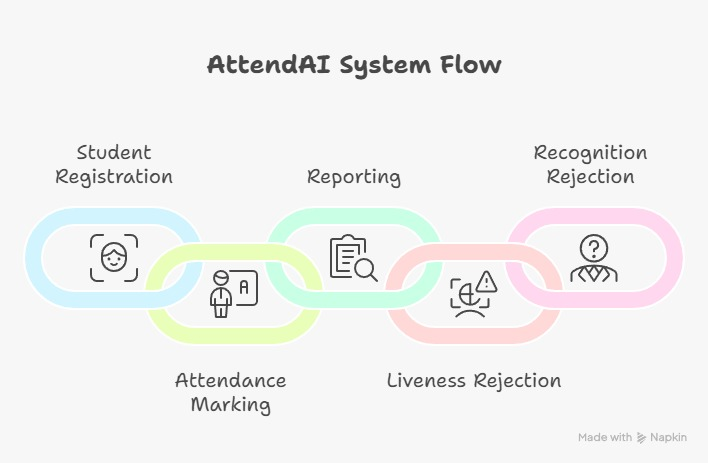 AttendAI System Flow
Student
Registration
Reporting
Recognition
Rejection
A
Attendance
Marking
Liveness Rejection
Made with Napkin